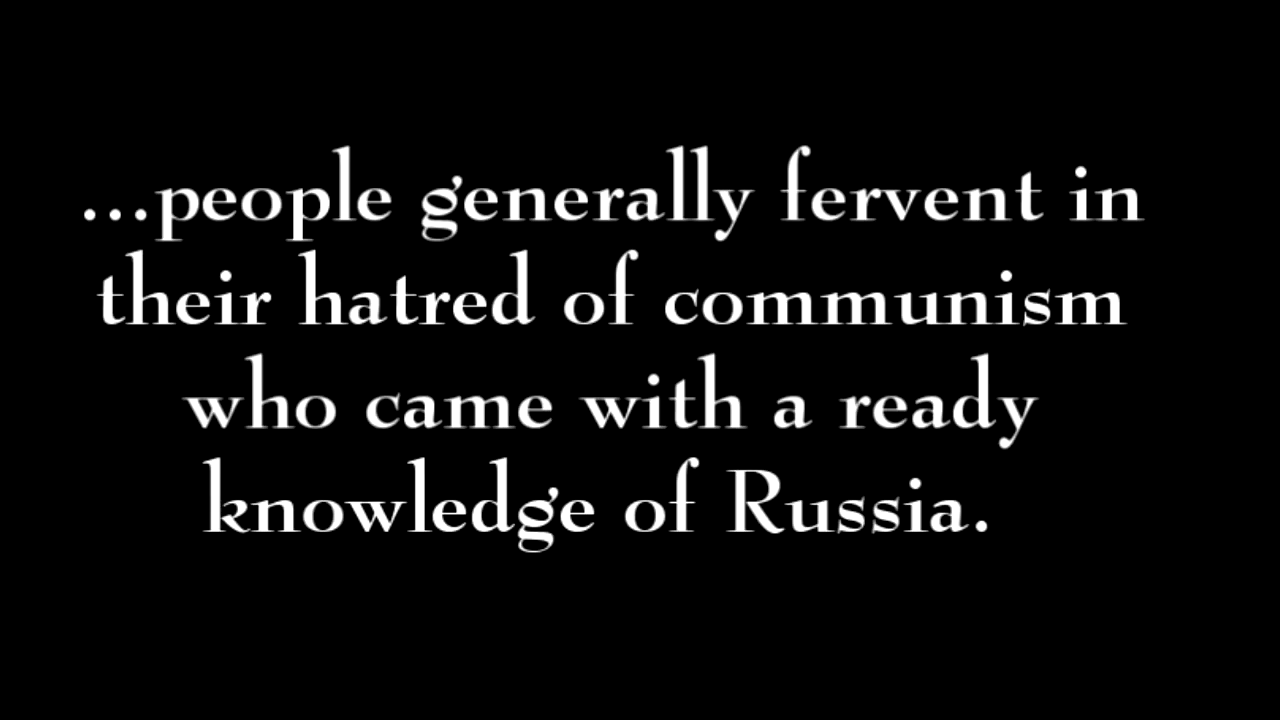 ...people generally fervent in
their hatred of communism
who came with a ready
knowledge of Russia.